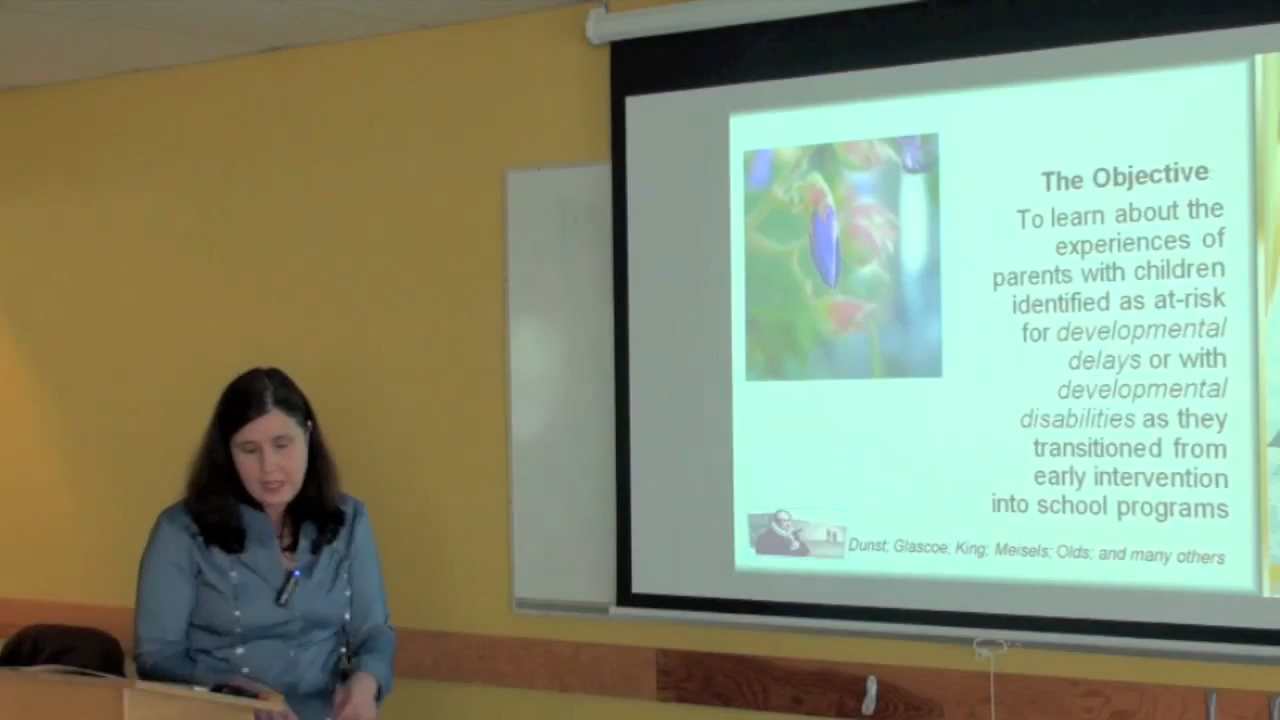 The Objective
To learn about the
experiences of
parents with children
identified as at-risk
for developmental
delays or with
developmental
disabilities as they
transitioned from
early intervention
into school programs
Dunst; Glascoe; King; Meisels; Olds; and many others